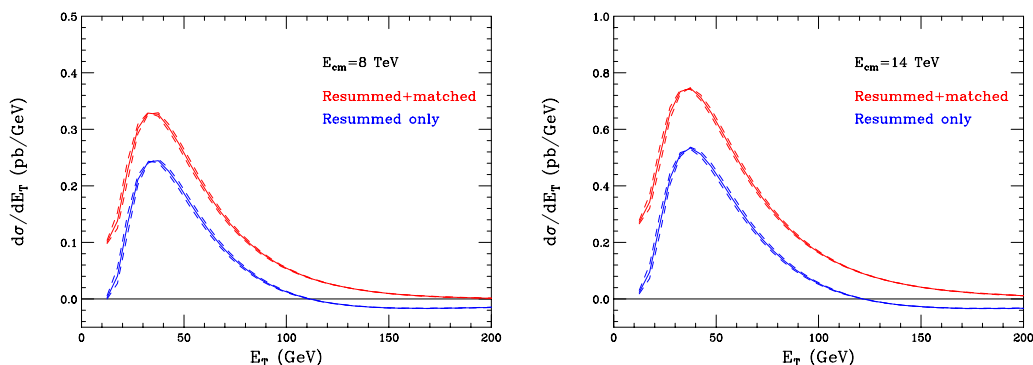 0.5
0.4
0.3
0.2
0.1
0.0
0
50
100
150
200
dσ/dE_T (pb/GeV)
E_T (GeV)
E_cm=8 TeV
Resummed+matched
Resummed only
1.0
0.8
0.6
0.4
0.2
0.0
0
50
100
150
200
dσ/dE_T (pb/GeV)
E_T (GeV)
E_cm=14 TeV
Resummed+matched
Resummed only